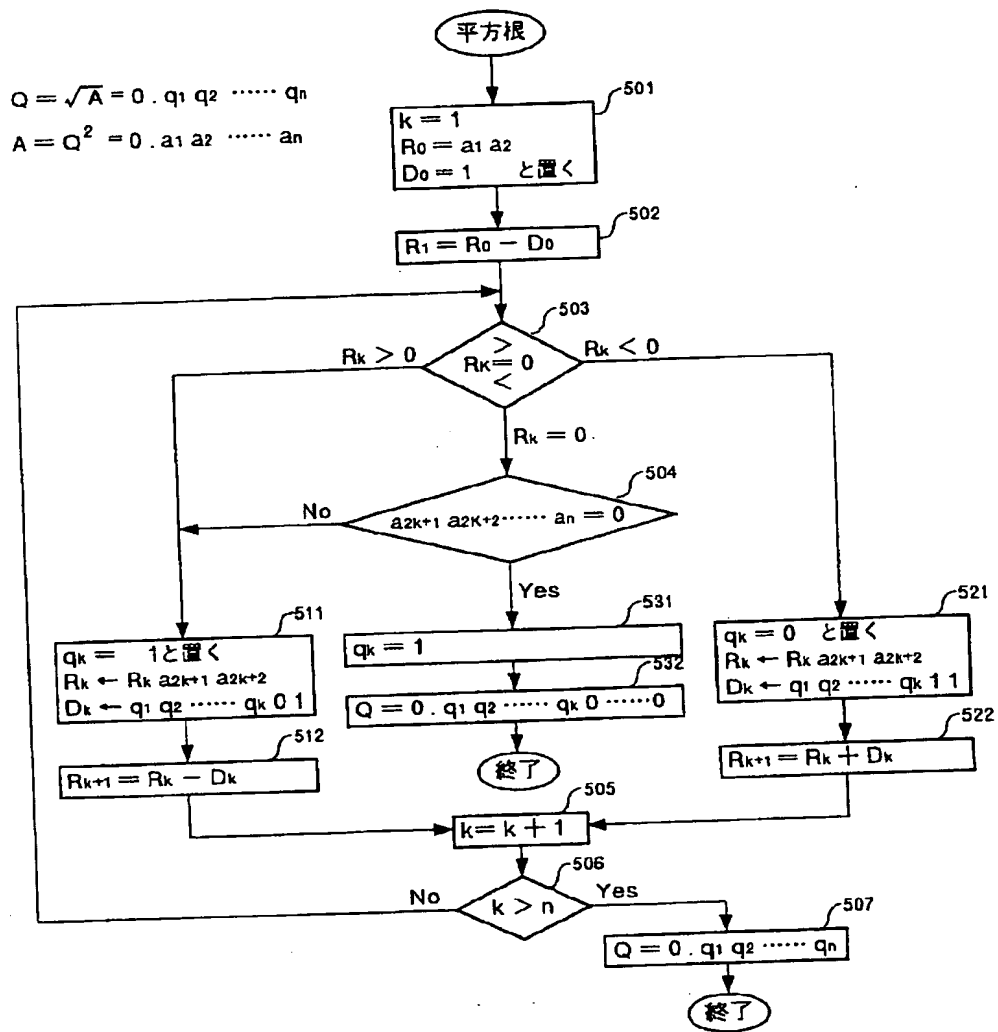 平方根
Q = √A = 0 . q1 q2 …… qn
A = Q² = 0 . a1 a2 …… an
501
k = 1
R0 = a1 a2
D0 = 1 と置く
502
R1 = R0 − D0
503
Rk > 0
>
RK = 0
<
Rk < 0
Rk = 0.
504
No
a2k+1 a2K+2 …… an = 0
Yes
511
qk = 1と置く
Rk ← Rk a2k+1 a2k+2
Dk ← q1 q2 …… qk 0 1
512
Rk+1 = Rk − Dk
531
qk = 1
532
Q = 0 . q1 q2 …… qk 0 …… 0
終了
521
qk = 0 と置く
Rk ← Rk a2k+1 a2k+2
Dk ← q1 q2 …… qk 1 1
522
Rk+1 = Rk + Dk
505
k = k + 1
506
No
k > n
Yes
507
Q = 0 . q1 q2 …… qn
終了